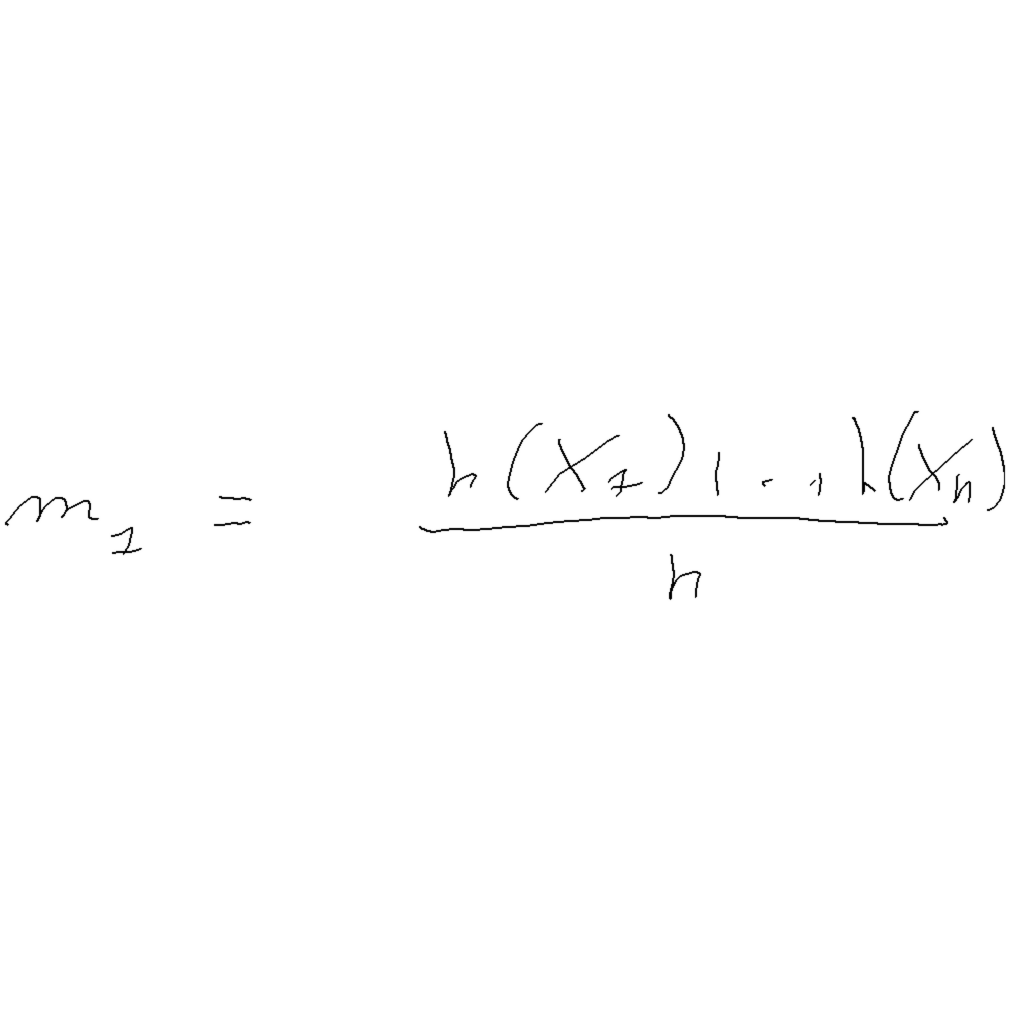 m₁ = (h(X₁), ..., h(Xₙ)) / n